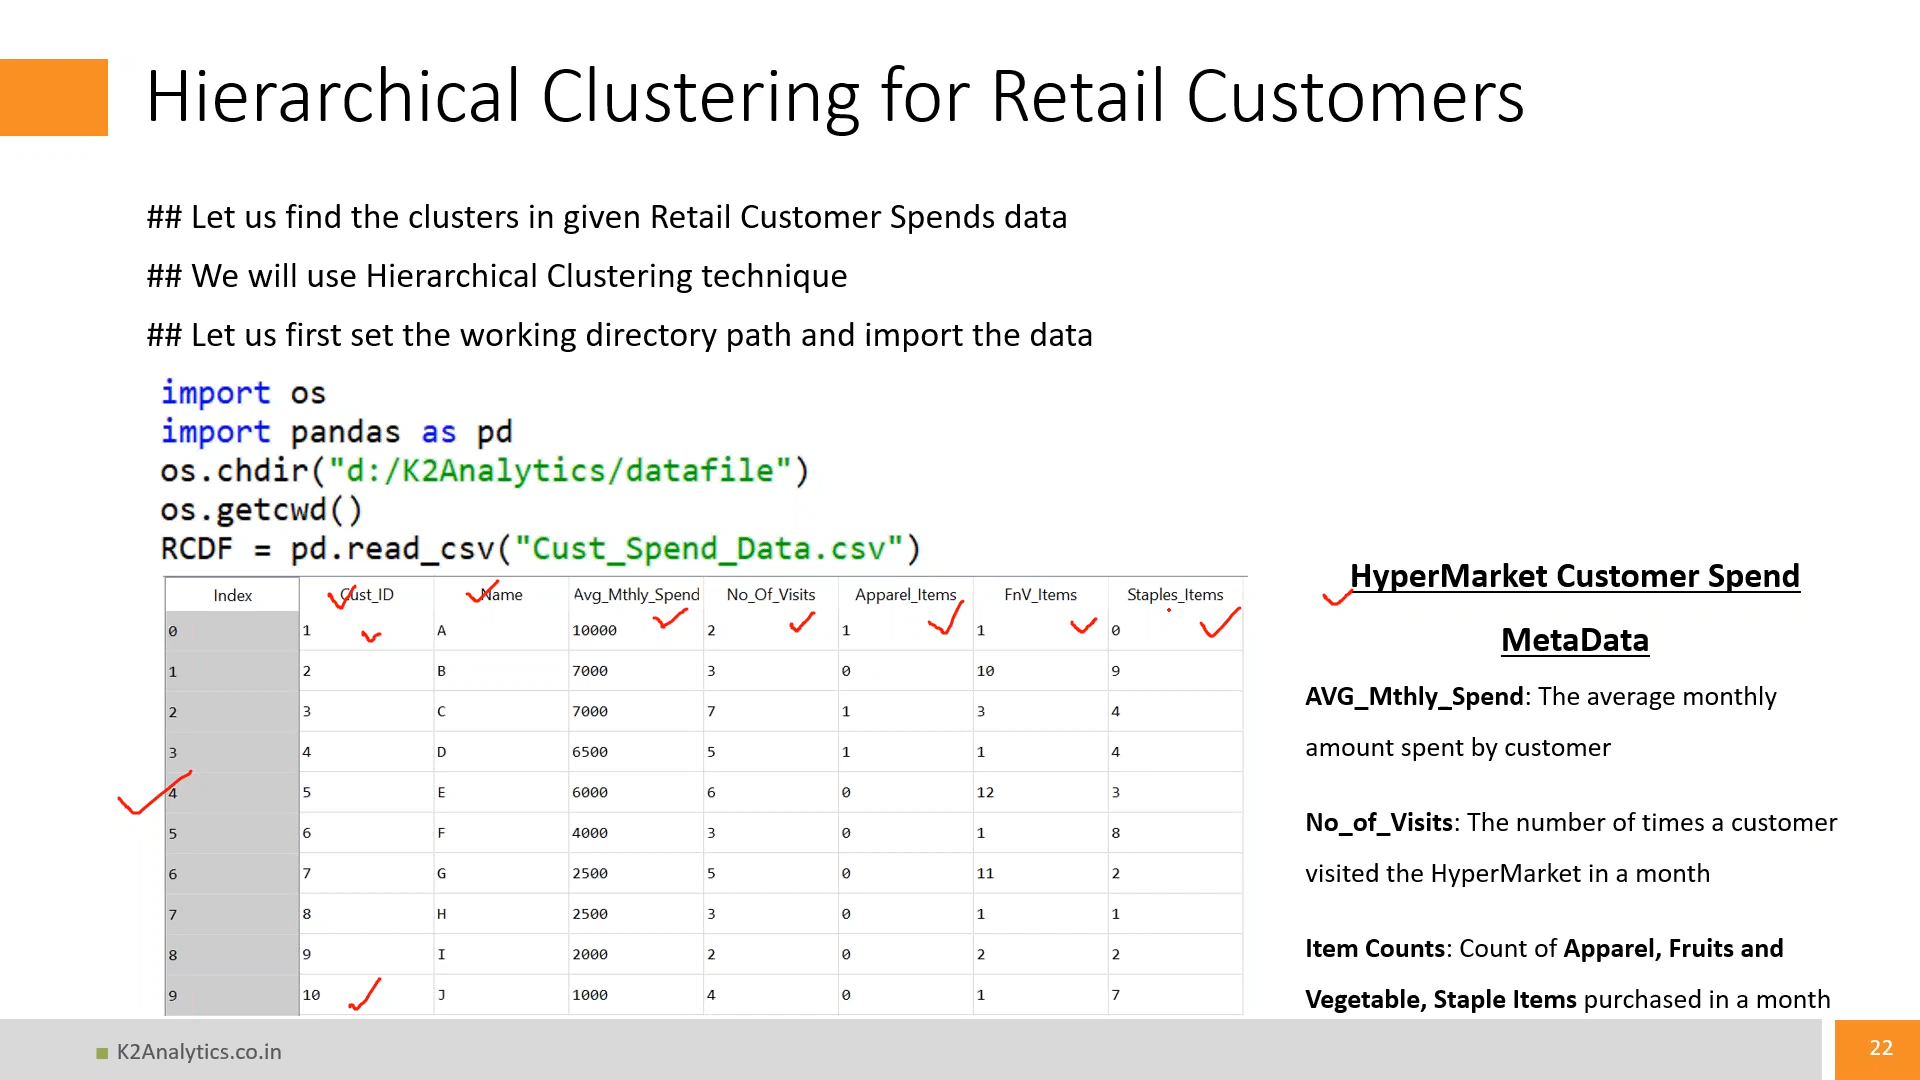 Hierarchical Clustering for Retail Customers
## Let us find the clusters in given Retail Customer Spends data
## We will use Hierarchical Clustering technique
## Let us first set the working directory path and import the data
import os
import pandas as pd
os.chdir("d:/K2Analytics/datafile")
os.getcwd()
RCDF = pd.read_csv("Cust_Spend_Data.csv")
Index Cust_ID Name Avg_Mthly_Spend No_Of_Visits Apparel_Items FnV_Items Staples_Items
0 1 A 10000 2 1 1 0
1 2 B 7000 3 0 10 9
2 3 C 7000 7 1 3 4
3 4 D 6500 5 1 1 4
4 5 E 6000 6 0 12 3
5 6 F 4000 3 0 1 8
6 7 G 2500 5 0 11 2
7 8 H 2500 3 0 1 1
8 9 I 2000 2 0 2 2
9 10 J 1000 4 0 1 7
HyperMarket Customer Spend
MetaData
AVG_Mthly_Spend: The average monthly
amount spent by customer
No_of_Visits: The number of times a customer
visited the HyperMarket in a month
Item Counts: Count of Apparel, Fruits and
Vegetable, Staple Items purchased in a month
K2Analytics.co.in
22